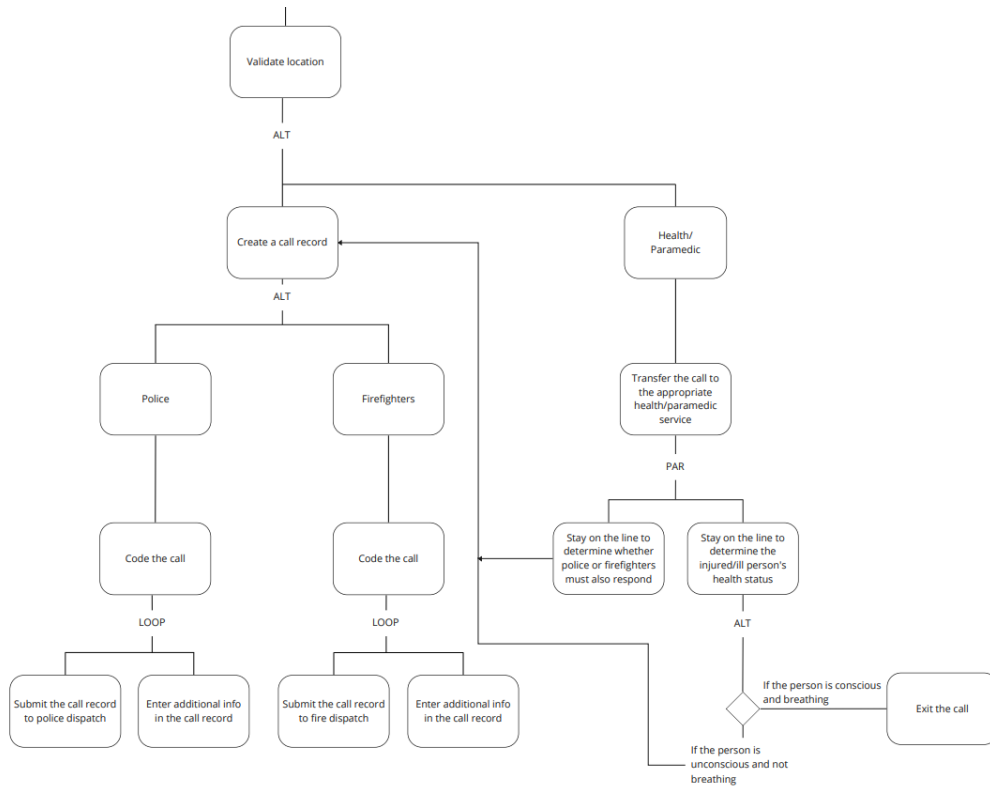 Validate location
ALT
Create a call record
Health/
Paramedic
ALT
Police
Firefighters
Transfer the call to
the appropriate
health/paramedic
service
PAR
Code the call
Code the call
Stay on the line to
determine whether
police or firefighters
must also respond
Stay on the line to
determine the
injured/ill person's
health status
LOOP
LOOP
ALT
Submit the call record
to police dispatch
Enter additional info
in the call record
Submit the call record
to fire dispatch
Enter additional info
in the call record
If the person is conscious
and breathing
Exit the call
If the person is
unconscious and not
breathing